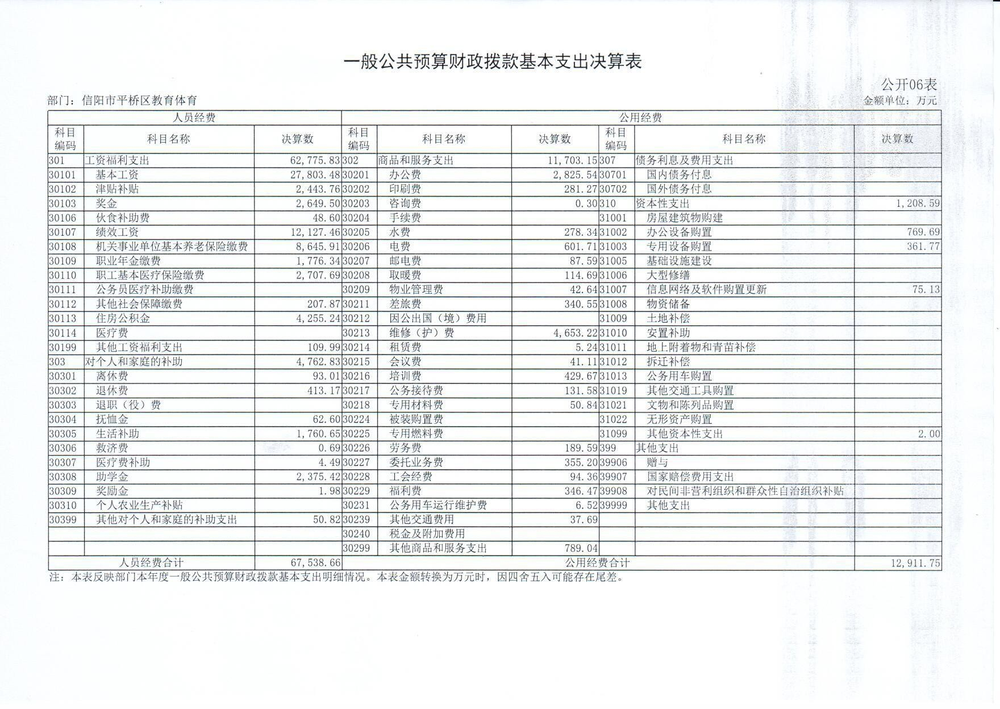 一般公共预算财政拨款基本支出决算表
公开06表
部门：信阳市平桥区教育体育 金额单位：万元
人员经费 公用经费
科目编码 科目名称 决算数 科目编码 科目名称 决算数 科目编码 科目名称 决算数
301 工资福利支出 62,775.83 302 商品和服务支出 11,703.15 307 债务利息及费用支出
30101 基本工资 27,803.48 30201 办公费 2,825.54 30701 国内债务付息
30102 津贴补贴 2,443.76 30202 印刷费 281.27 30702 国外债务付息
30103 奖金 2,649.50 30203 咨询费 0.30 310 资本性支出 1,208.59
30106 伙食补助费 48.60 30204 手续费 31001 房屋建筑物购建
30107 绩效工资 12,127.46 30205 水费 278.34 31002 办公设备购置 769.69
30108 机关事业单位基本养老保险缴费 8,645.91 30206 电费 601.71 31003 专用设备购置 361.77
30109 职业年金缴费 1,776.34 30207 邮电费 87.59 31005 基础设施建设
30110 职工基本医疗保险缴费 2,707.69 30208 取暖费 114.69 31006 大型修缮
30111 公务员医疗补助缴费 30209 物业管理费 42.64 31007 信息网络及软件购置更新 75.13
30112 其他社会保障缴费 207.87 30211 差旅费 340.55 31008 物资储备
30113 住房公积金 4,255.24 30212 因公出国（境）费用 31009 土地补偿
30114 医疗费 30213 维修（护）费 4,653.22 31010 安置补助
30199 其他工资福利支出 109.99 30214 租赁费 5.24 31011 地上附着物和青苗补偿
303 对个人和家庭的补助 4,762.83 30215 会议费 41.11 31012 拆迁补偿
30301 离休费 93.01 30216 培训费 429.67 31013 公务用车购置
30302 退休费 413.17 30217 公务接待费 131.58 31019 其他交通工具购置
30303 退职（役）费 30218 专用材料费 50.84 31021 文物和陈列品购置
30304 抚恤金 62.60 30224 被装购置费 31022 无形资产购置
30305 生活补助 1,760.65 30225 专用燃料费 31099 其他资本性支出 2.00
30306 救济费 0.69 30226 劳务费 189.59 399 其他支出
30307 医疗费补助 4.49 30227 委托业务费 355.20 39906 赠与
30308 助学金 2,375.42 30228 工会经费 94.36 39907 国家赔偿费用支出
30309 奖励金 1.98 30229 福利费 346.47 39908 对民间非营利组织和群众性自治组织补贴
30310 个人农业生产补贴 30231 公务用车运行维护费 6.52 39999 其他支出
30399 其他对个人和家庭的补助支出 50.82 30239 其他交通费用 37.69
30240 税金及附加费用
30299 其他商品和服务支出 789.04
人员经费合计 67,538.66 公用经费合计 12,911.75
注：本表反映部门本年度一般公共预算财政拨款基本支出明细情况。本表金额转换为万元时，因四舍五入可能存在尾差。